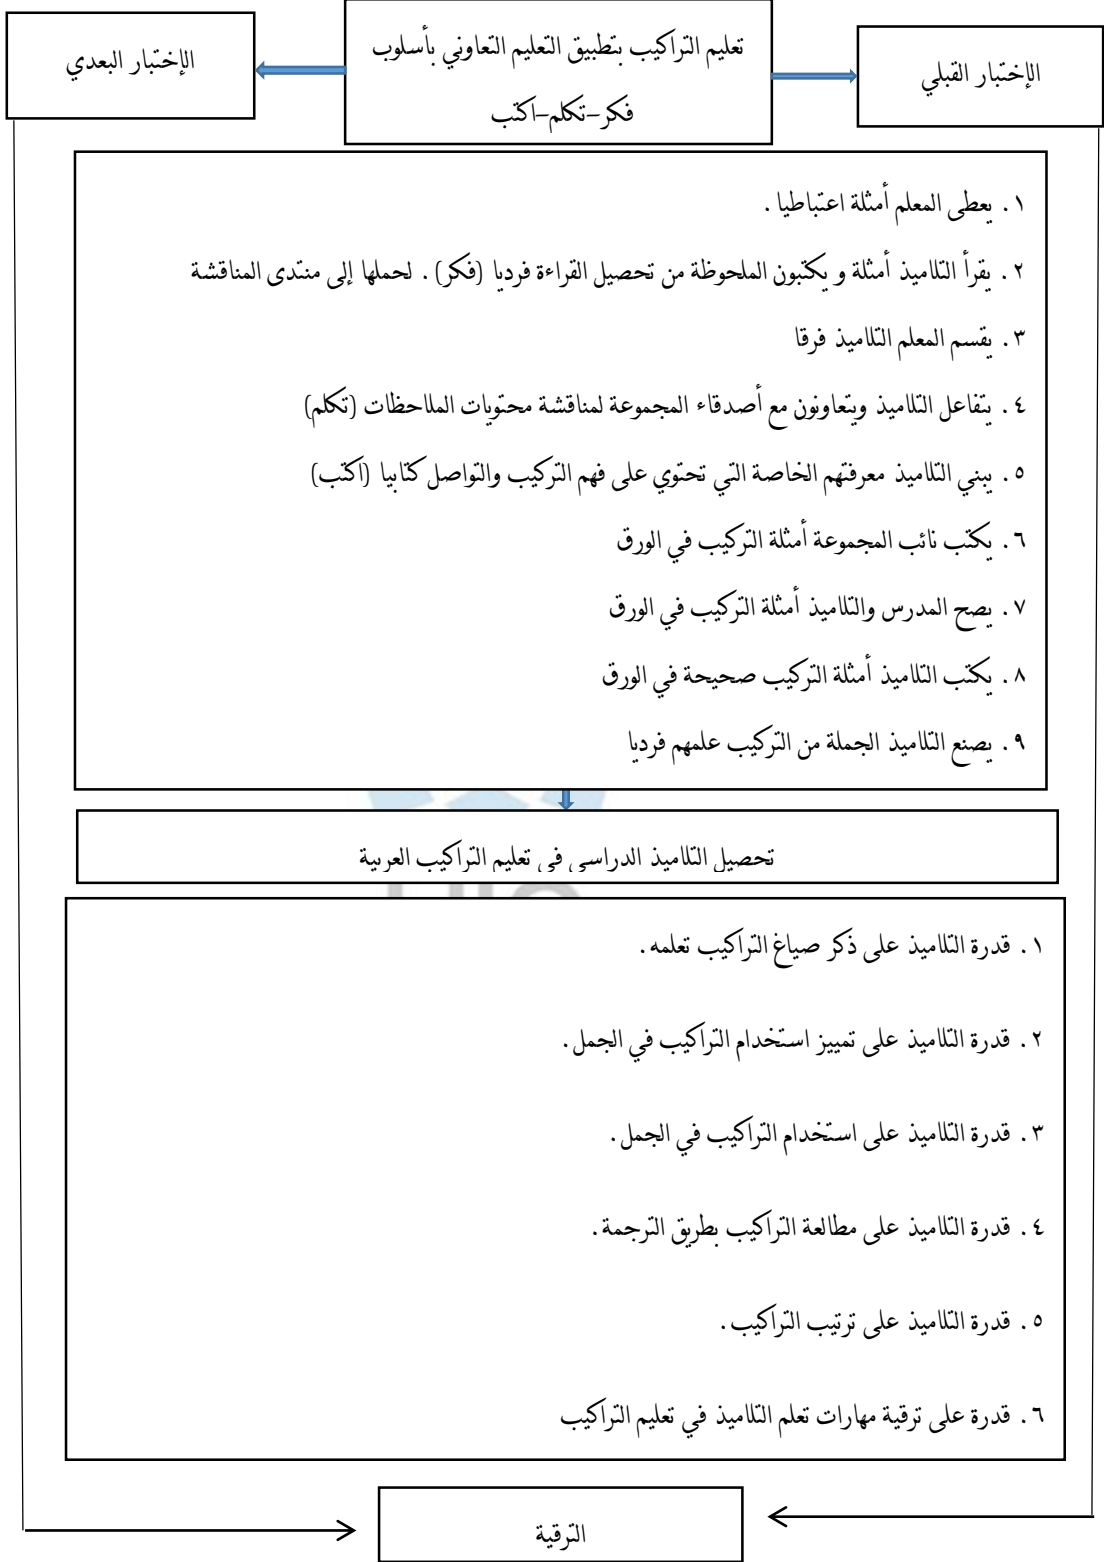 الإختبار القبلي
تعليم التراكيب بتطبيق التعليم التعاوني بأسلوب
فكر-تكلم-اكتب
الإختبار البعدي
١. يعطى المعلم أمثلة اعتباطيا.
٢. يقرأ التلاميذ أمثلة و يكتبون الملحوظة من تحصيل القراءة فرديا (فكر). لحملها إلى منتدى المناقشة
٣. يقسم المعلم التلاميذ فرقا
٤. يتفاعل التلاميذ ويتعاونون مع أصدقاء المجموعة لمناقشة محتويات الملاحظات (تكلم)
٥. يبني التلاميذ معرفتهم الخاصة التي تحتوي على فهم التركيب والتواصل كتابيا (اكتب)
٦. يكتب نائب المجموعة أمثلة التركيب في الورق
٧. يصح المدرس والتلاميذ أمثلة التركيب في الورق
٨. يكتب التلاميذ أمثلة التركيب صحيحة في الورق
٩. يصنع التلاميذ الجملة من التركيب علمهم فرديا
تحصيل التلاميذ الدراسي في تعليم التراكيب العربية
١. قدرة التلاميذ على ذكر صياغ التراكيب تعلمه.
٢. قدرة التلاميذ على تمييز استخدام التراكيب في الجمل.
٣. قدرة التلاميذ على استخدام التراكيب في الجمل.
٤. قدرة التلاميذ على مطالعة التراكيب بطريق الترجمة.
٥. قدرة التلاميذ على ترتيب التراكيب.
٦. قدرة على ترقية مهارات تعلم التلاميذ في تعليم التراكيب
الترقية